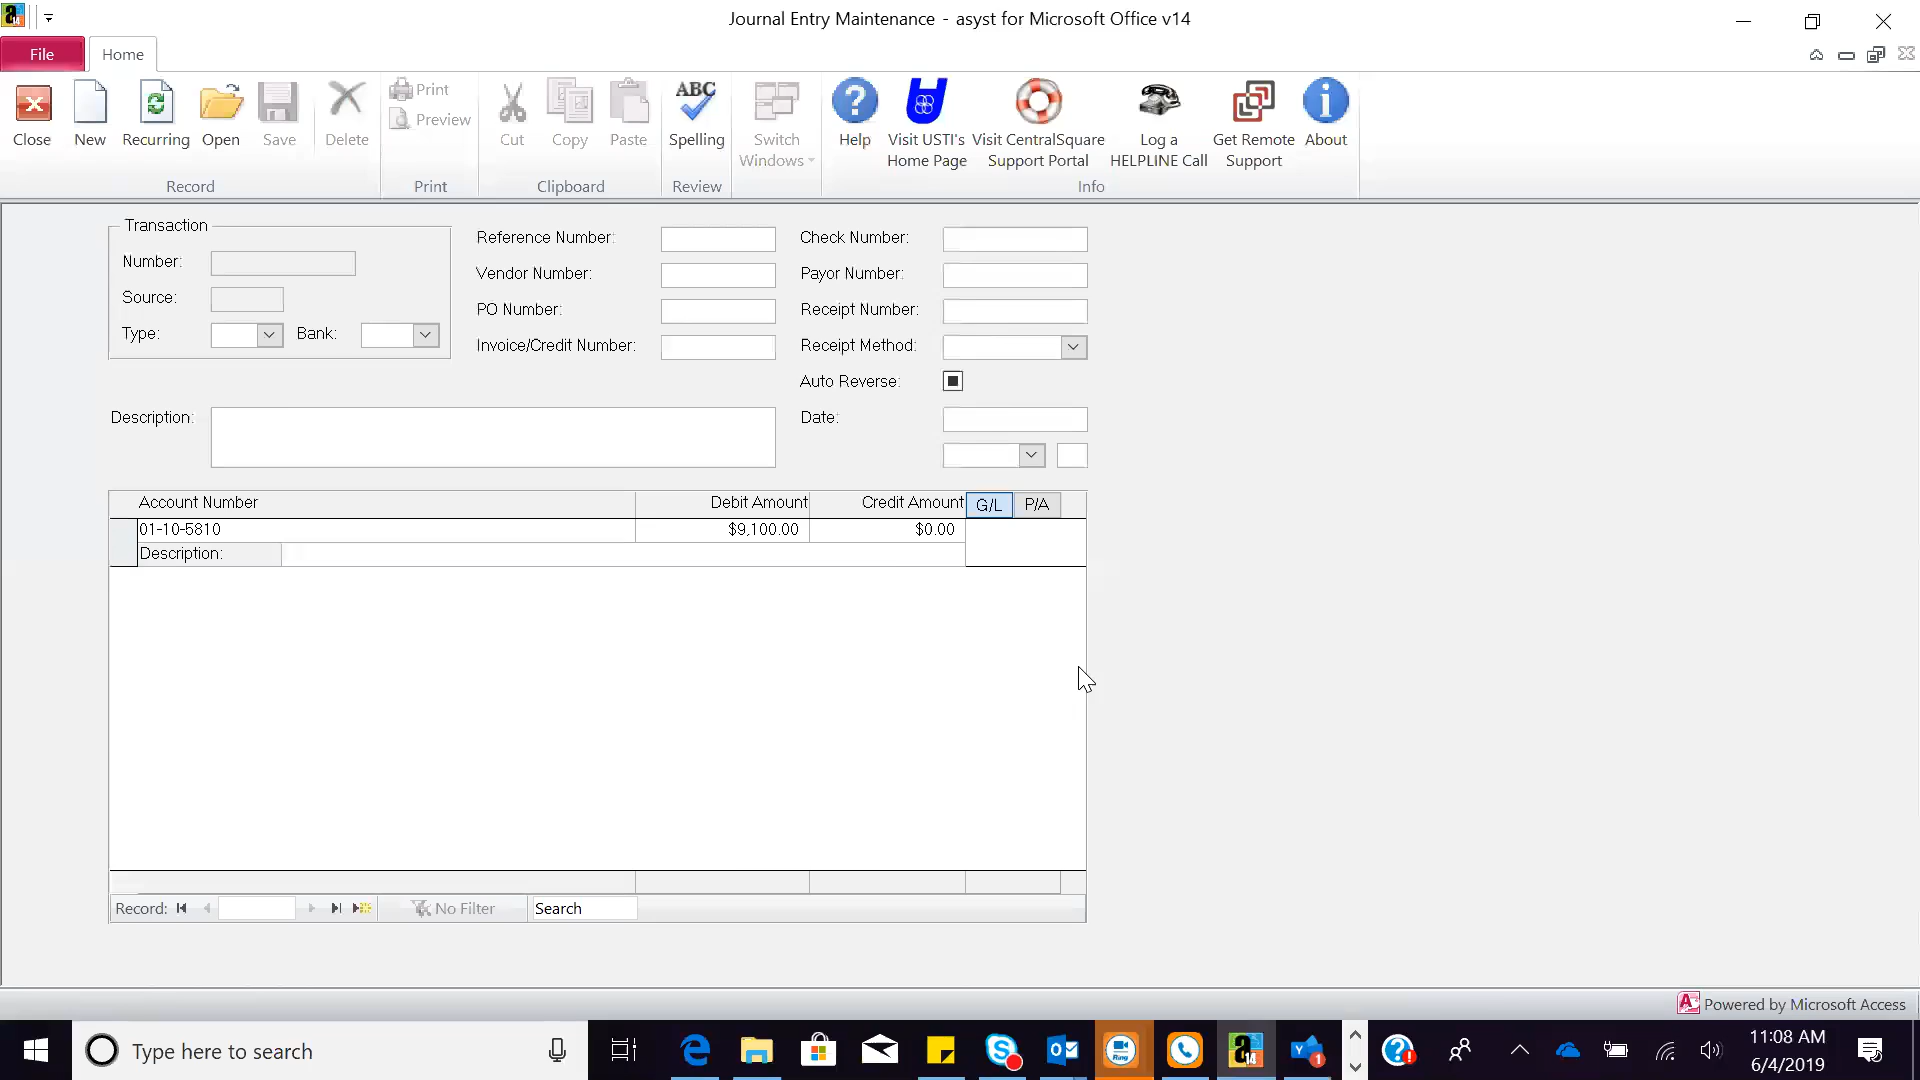 Journal Entry Maintenance - asyst for Microsoft Office v14
File Home
Close New Recurring Open Save Delete
Print
Preview
Cut Copy Paste
ABC
Spelling
Switch Windows
Help
Visit USTI's Home Page
Visit CentralSquare Support Portal
Log a HELPLINE Call
Get Remote Support
About
Record Print Clipboard Review Info
Transaction
Number:
Source:
Type: Bank:
Reference Number:
Vendor Number:
PO Number:
Invoice/Credit Number:
Check Number:
Payor Number:
Receipt Number:
Receipt Method:
Auto Reverse:
Description:
Date:
Account Number Debit Amount Credit Amount G/L P/A
01-10-5810 $9,100.00 $0.00
Description:
Record: No Filter Search
Powered by Microsoft Access
Type here to search
11:08 AM
6/4/2019